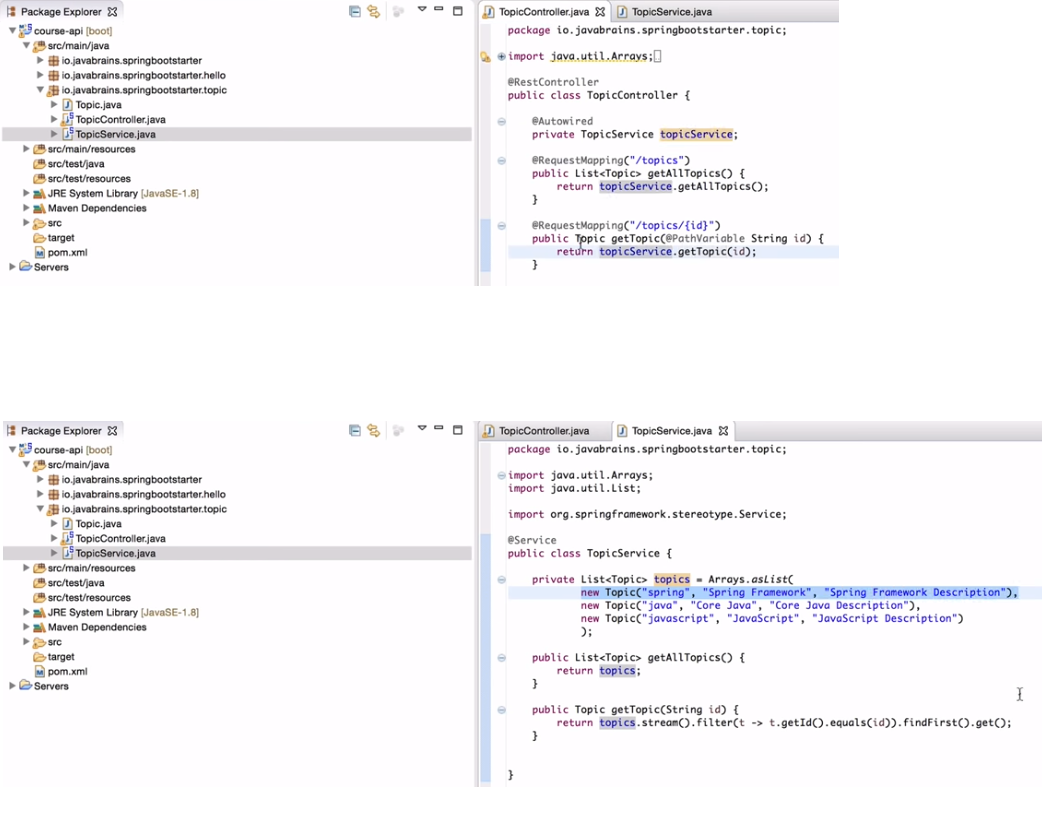 Package Explorer
course-api [boot]
src/main/java
io.javabrains.springbootstarter
io.javabrains.springbootstarter.hello
io.javabrains.springbootstarter.topic
Topic.java
TopicController.java
TopicService.java
src/main/resources
src/test/java
src/test/resources
JRE System Library [JavaSE-1.8]
Maven Dependencies
src
target
pom.xml
Servers
TopicController.java TopicService.java
package io.javabrains.springbootstarter.topic;
import java.util.Arrays;
@RestController
public class TopicController {
@Autowired
private TopicService topicService;
@RequestMapping("/topics")
public List<Topic> getAllTopics() {
return topicService.getAllTopics();
}
@RequestMapping("/topics/{id}")
public Topic getTopic(@PathVariable String id) {
return topicService.getTopic(id);
}
Package Explorer
course-api [boot]
src/main/java
io.javabrains.springbootstarter
io.javabrains.springbootstarter.hello
io.javabrains.springbootstarter.topic
Topic.java
TopicController.java
TopicService.java
src/main/resources
src/test/java
src/test/resources
JRE System Library [JavaSE-1.8]
Maven Dependencies
src
target
pom.xml
Servers
TopicController.java TopicService.java
package io.javabrains.springbootstarter.topic;
import java.util.Arrays;
import java.util.List;
import org.springframework.stereotype.Service;
@Service
public class TopicService {
private List<Topic> topics = Arrays.asList(
new Topic("spring", "Spring Framework", "Spring Framework Description"),
new Topic("java", "Core Java", "Core Java Description"),
new Topic("javascript", "JavaScript", "JavaScript Description")
);
public List<Topic> getAllTopics() {
return topics;
}
public Topic getTopic(String id) {
return topics.stream().filter(t -> t.getId().equals(id)).findFirst().get();
}
}